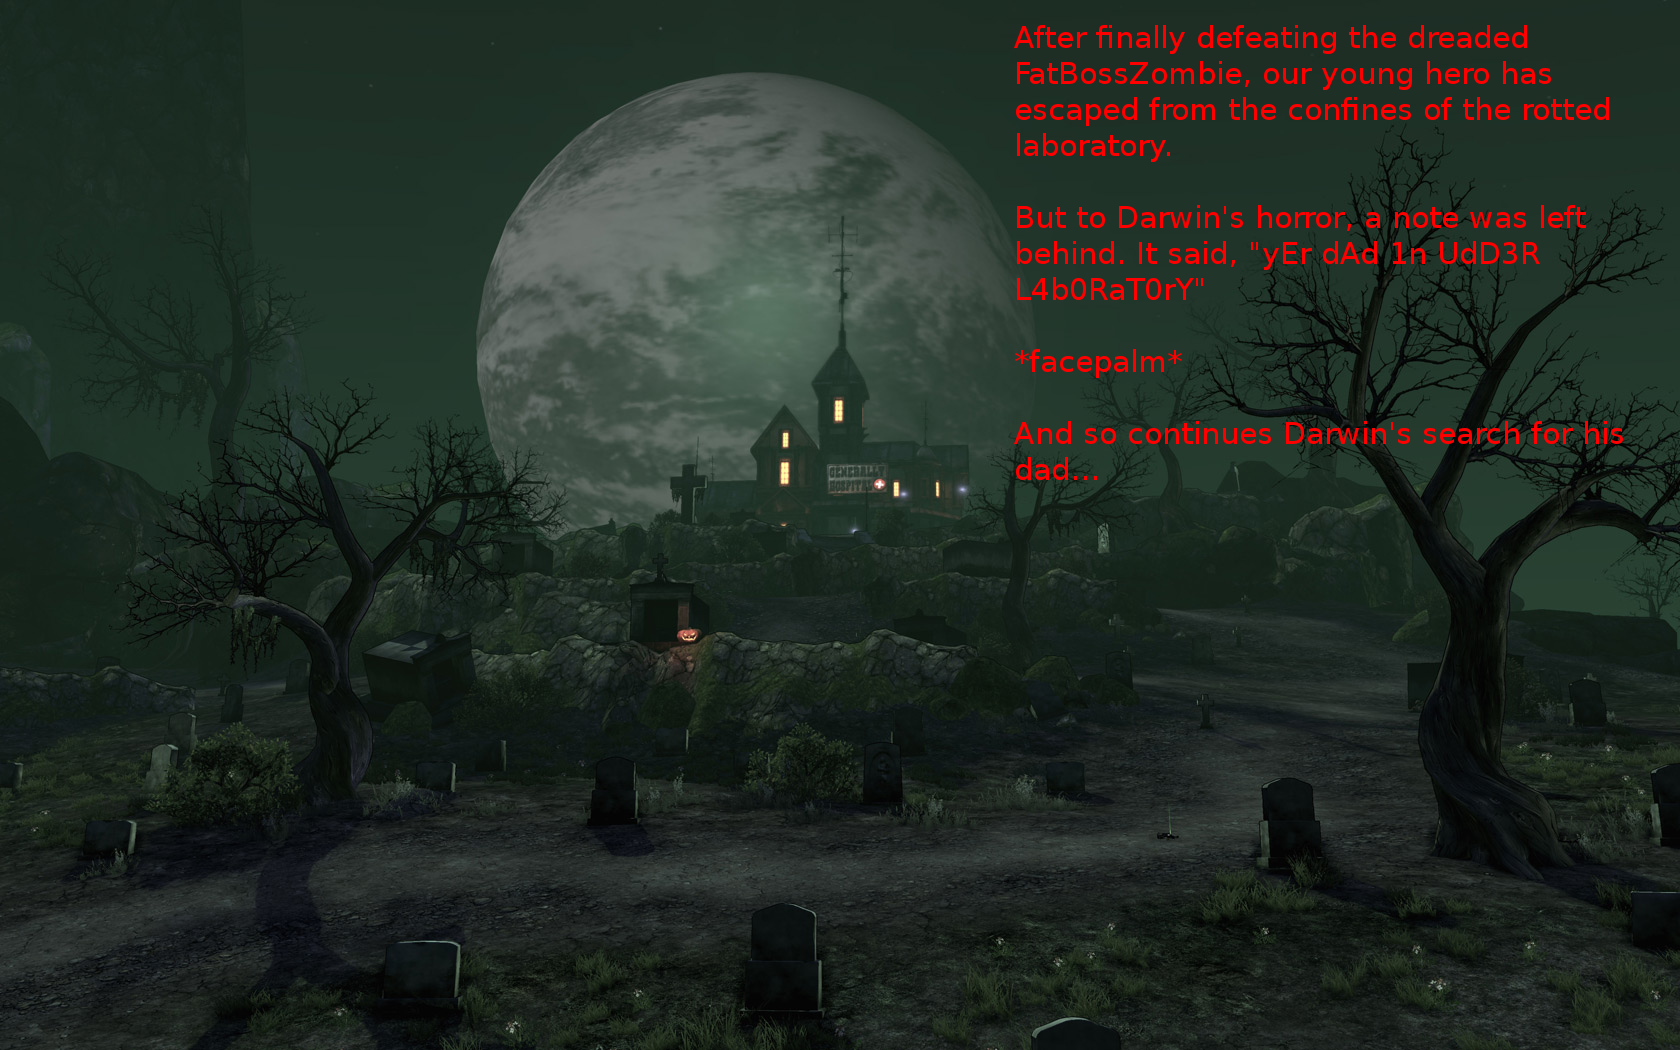 After finally defeating the dreaded
FatBossZombie, our young hero has
escaped from the confines of the rotted
laboratory.
But to Darwin's horror, a note was left
behind. It said, "yEr dAd 1n UdD3R
L4b0RaT0rY"
*facepalm*
And so continues Darwin's search for his
dad...
GENERALLY
HOSPITAL